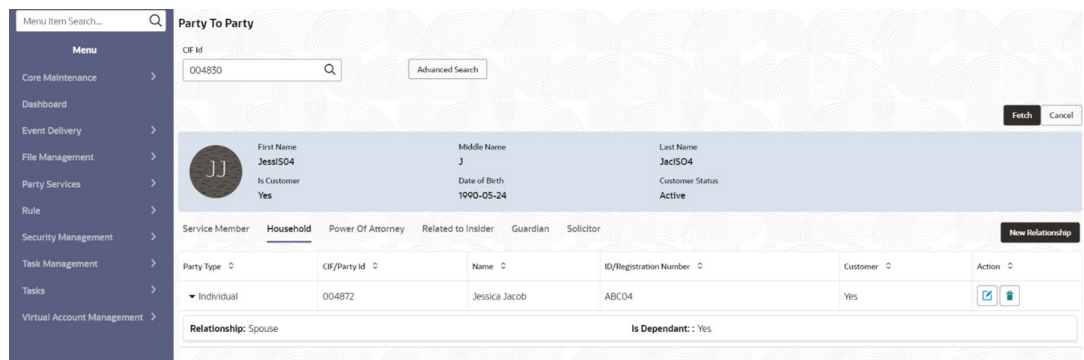 Menu Item Search...
Menu
Core Maintenance
Dashboard
Event Delivery
File Management
Party Services
Rule
Security Management
Task Management
Tasks
Virtual Account Management
Party To Party
CIF Id
004830
Advanced Search
Fetch Cancel
JJ
First Name Middle Name Last Name
JessIS04 J JacISO4
Is Customer Date of Birth Customer Status
Yes 1990-05-24 Active
Service Member Household Power Of Attorney Related to Insider Guardian Solicitor New Relationship
Party Type CIF/Party Id Name ID/Registration Number Customer Action
Individual 004872 Jessica Jacob ABC04 Yes
Relationship: Spouse Is Dependant: : Yes